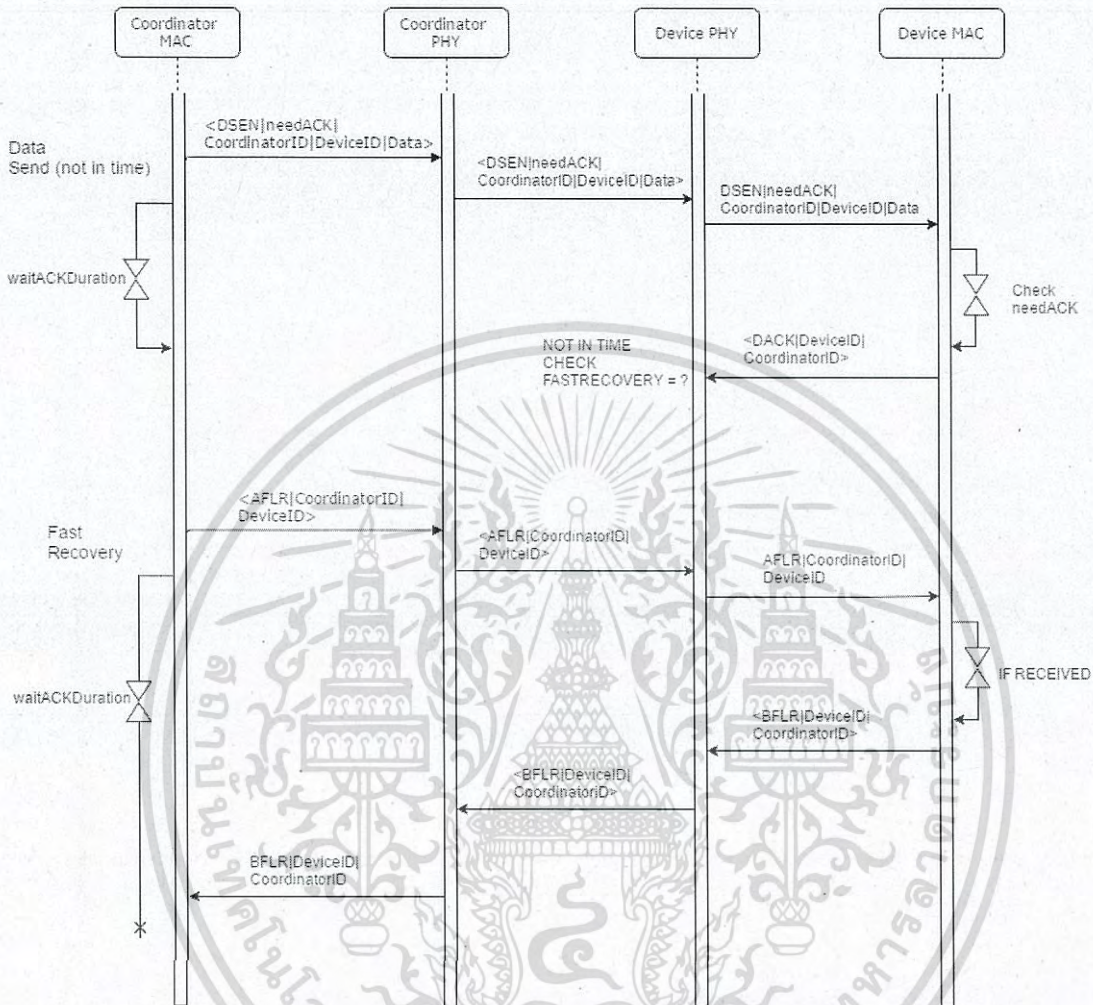 Coordinator
MAC
Coordinator
PHY
Device PHY
Device MAC
Data
Send (not in time)
<DSEN|needACK|
CoordinatorID|DeviceID|Data>
<DSEN|needACK|
CoordinatorID|DeviceID|Data>
DSEN|needACK|
CoordinatorID|DeviceID|Data
waitACKDuration
Check
needACK
<DACK|DeviceID|
CoordinatorID>
NOT IN TIME
CHECK
FASTRECOVERY = ?
Fast
Recovery
<AFLR|CoordinatorID|
DeviceID>
<AFLR|CoordinatorID|
DeviceID>
AFLR|CoordinatorID|
DeviceID
waitACKDuration
IF RECEIVED
<BFLR|DeviceID|
CoordinatorID>
<BFLR|DeviceID|
CoordinatorID>
BFLR|DeviceID|
CoordinatorID